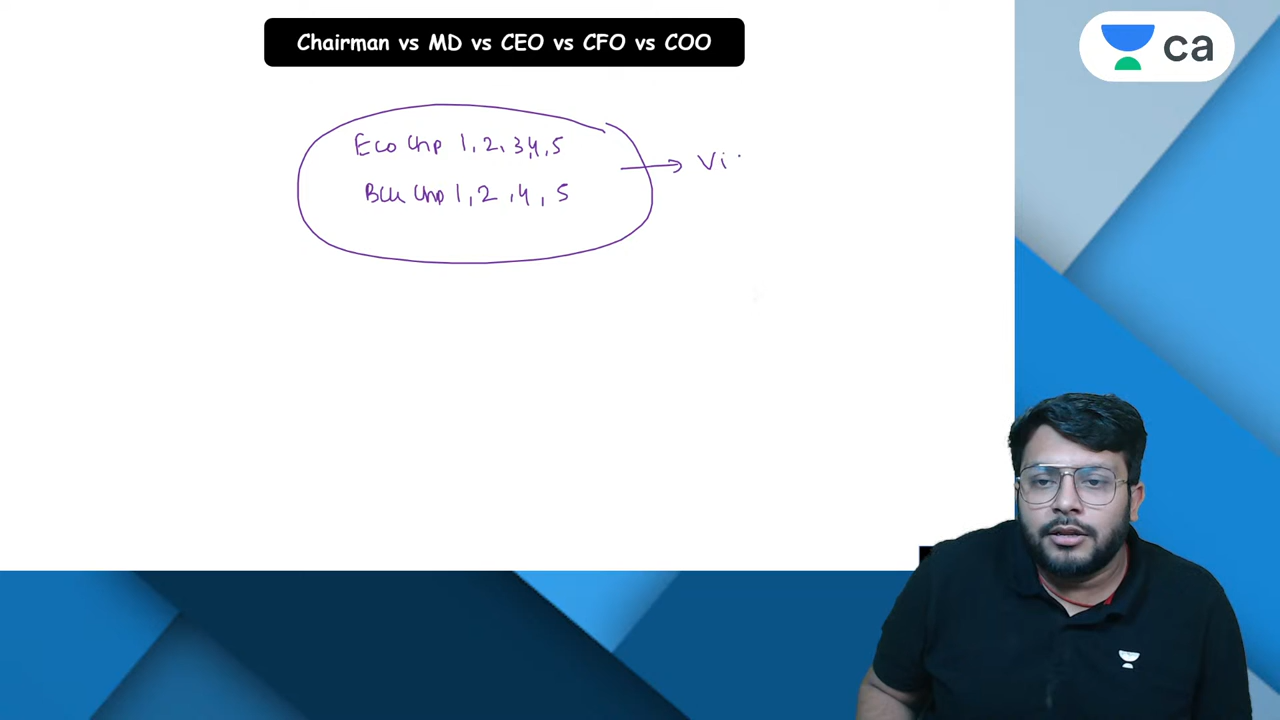 Chairman vs MD vs CEO vs CFO vs COO
ca
Eco Chp 1, 2, 3, 4, 5
BCK Chp 1, 2, 4, 5
Vi